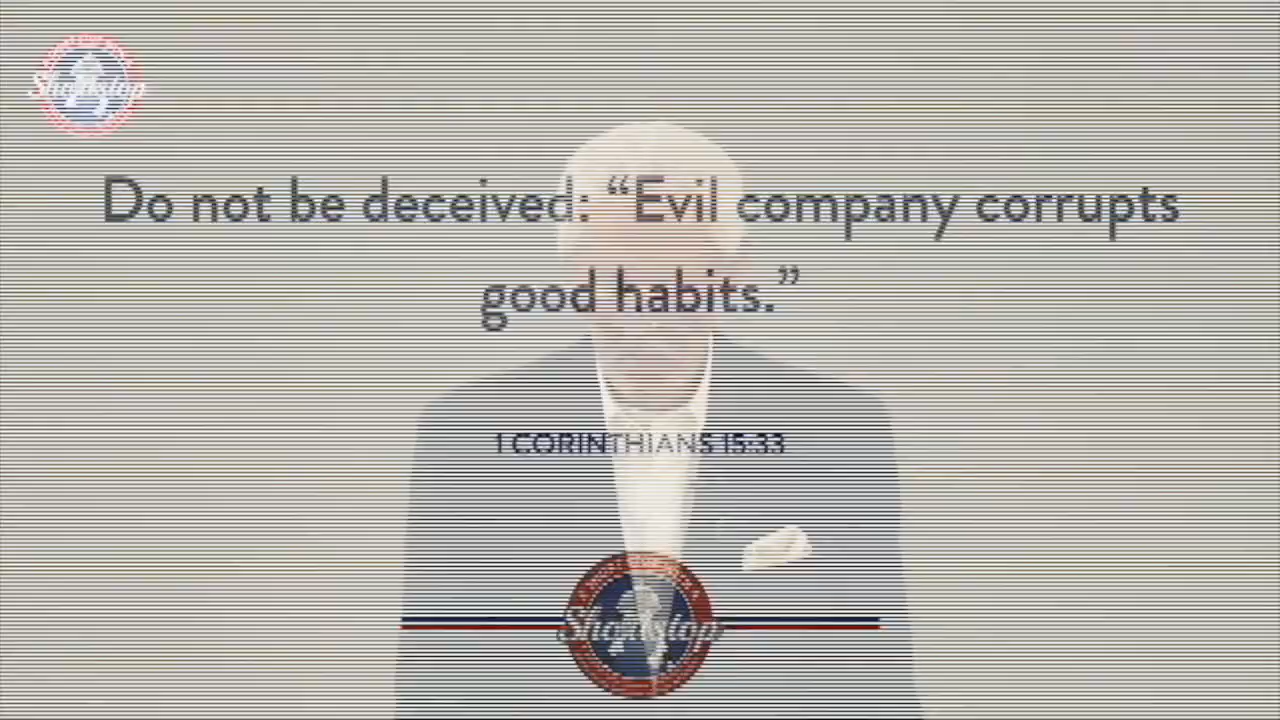 Do not be deceived: “Evil company corrupts
good habits.”
1 CORINTHIANS 15:33